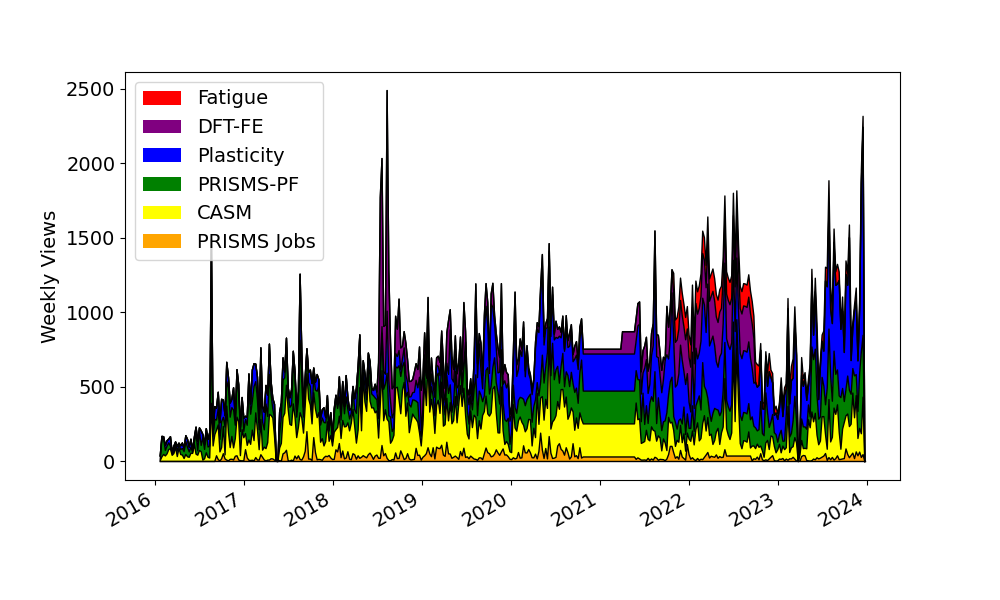 2500
2000
1500
1000
500
0
Weekly Views
Fatigue
DFT-FE
Plasticity
PRISMS-PF
CASM
PRISMS Jobs
2016
2017
2018
2019
2020
2021
2022
2023
2024